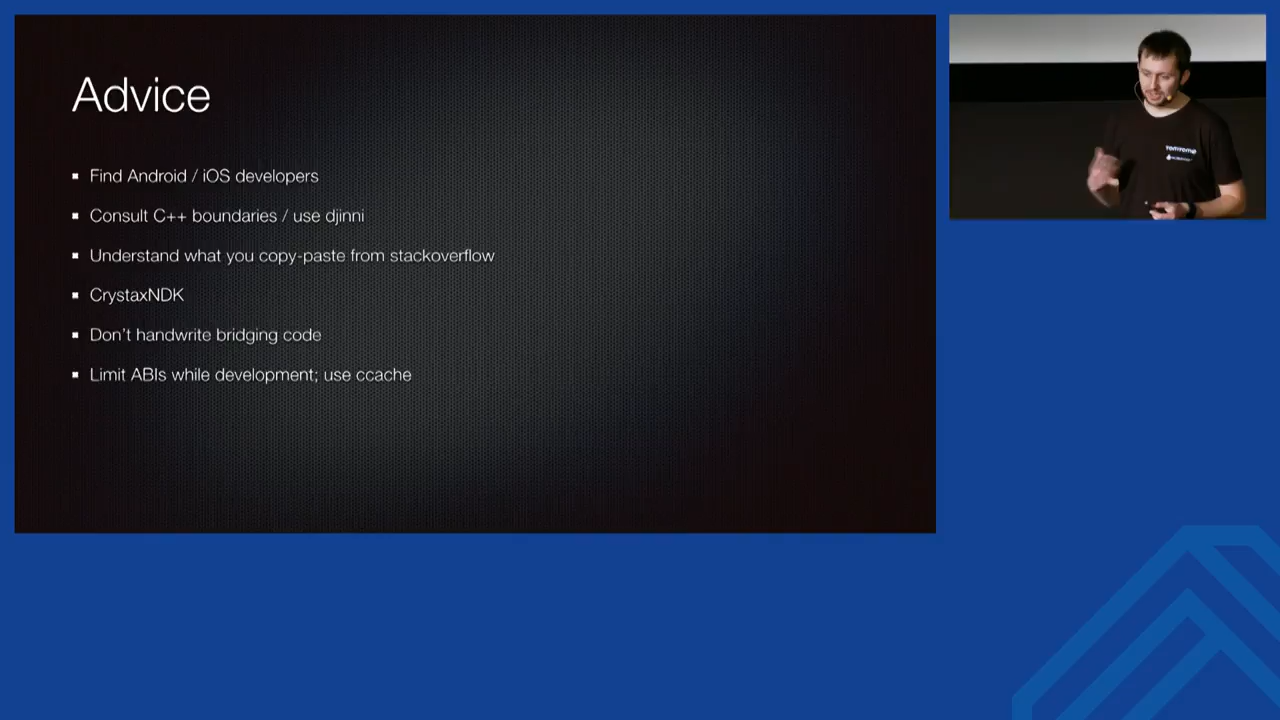 Advice
Find Android / iOS developers
Consult C++ boundaries / use djinni
Understand what you copy-paste from stackoverflow
CrystaxNDK
Don't handwrite bridging code
Limit ABIs while development; use ccache